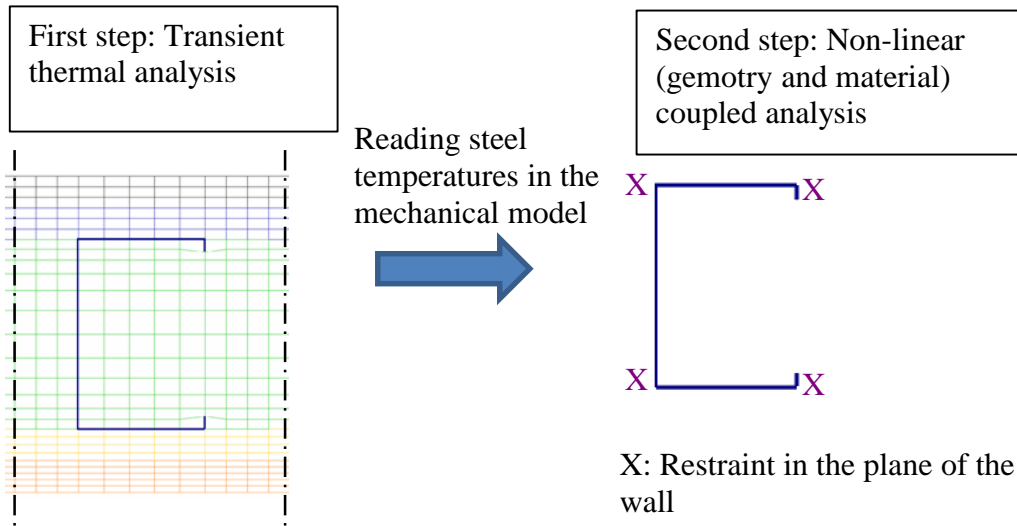 First step: Transient
thermal analysis
Second step: Non-linear
(gemotry and material)
coupled analysis
Reading steel
temperatures in the
mechanical model
X
X
X
X
X: Restraint in the plane of the
wall